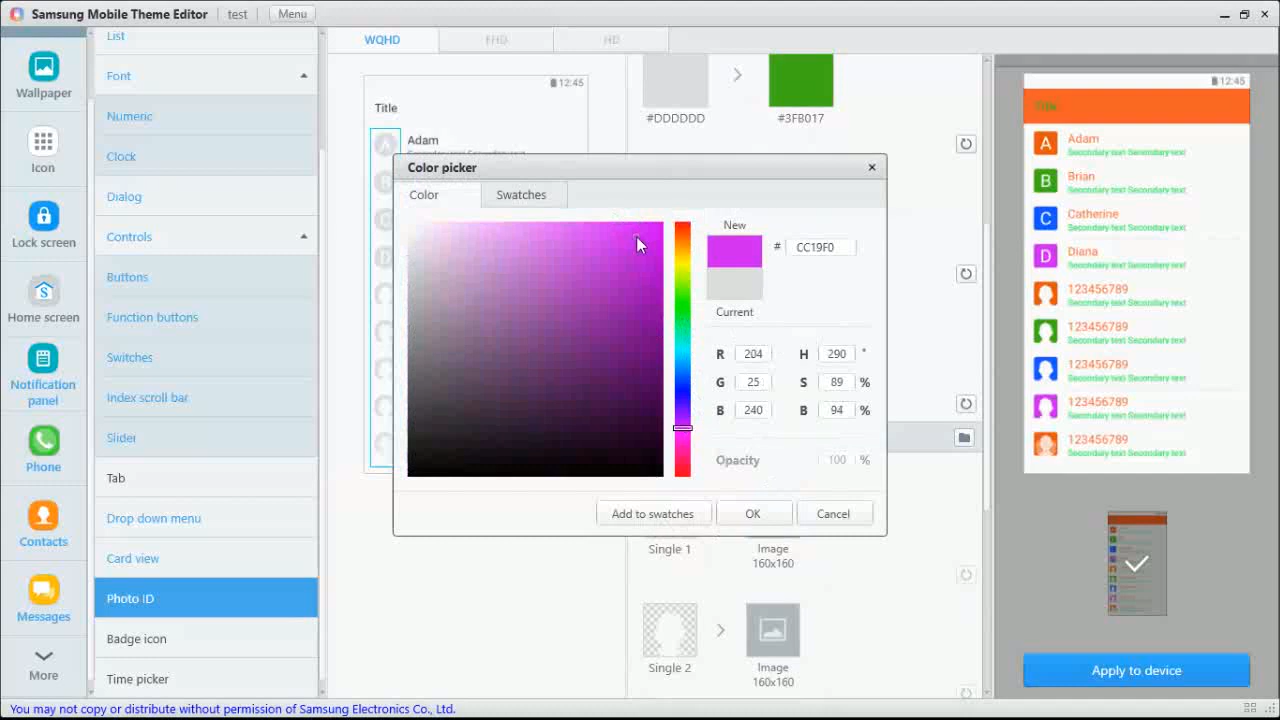 Samsung Mobile Theme Editor
test
Menu
Wallpaper
Icon
Lock screen
Home screen
Notification
panel
Phone
Contacts
Messages
More
List
Font
Numeric
Clock
Dialog
Controls
Buttons
Function buttons
Switches
Index scroll bar
Slider
Tab
Drop down menu
Card view
Photo ID
Badge icon
Time picker
WQHD
FHD
HD
12:45
Title
Adam
#DDDDDD
#3FB017
Color picker
Color
Swatches
New
# CC19F0
Current
R 204 H 290 °
G 25 S 89 %
B 240 B 94 %
Opacity 100 %
Add to swatches
OK
Cancel
Single 1
Image
160x160
Single 2
Image
160x160
12:45
Title
A
Adam
Secondary text Secondary text
B
Brian
Secondary text Secondary text
C
Catherine
Secondary text Secondary text
D
Diana
Secondary text Secondary text
123456789
Secondary text Secondary text
123456789
Secondary text Secondary text
123456789
Secondary text Secondary text
123456789
Secondary text Secondary text
123456789
Secondary text Secondary text
Apply to device
You may not copy or distribute without permission of Samsung Electronics Co., Ltd.